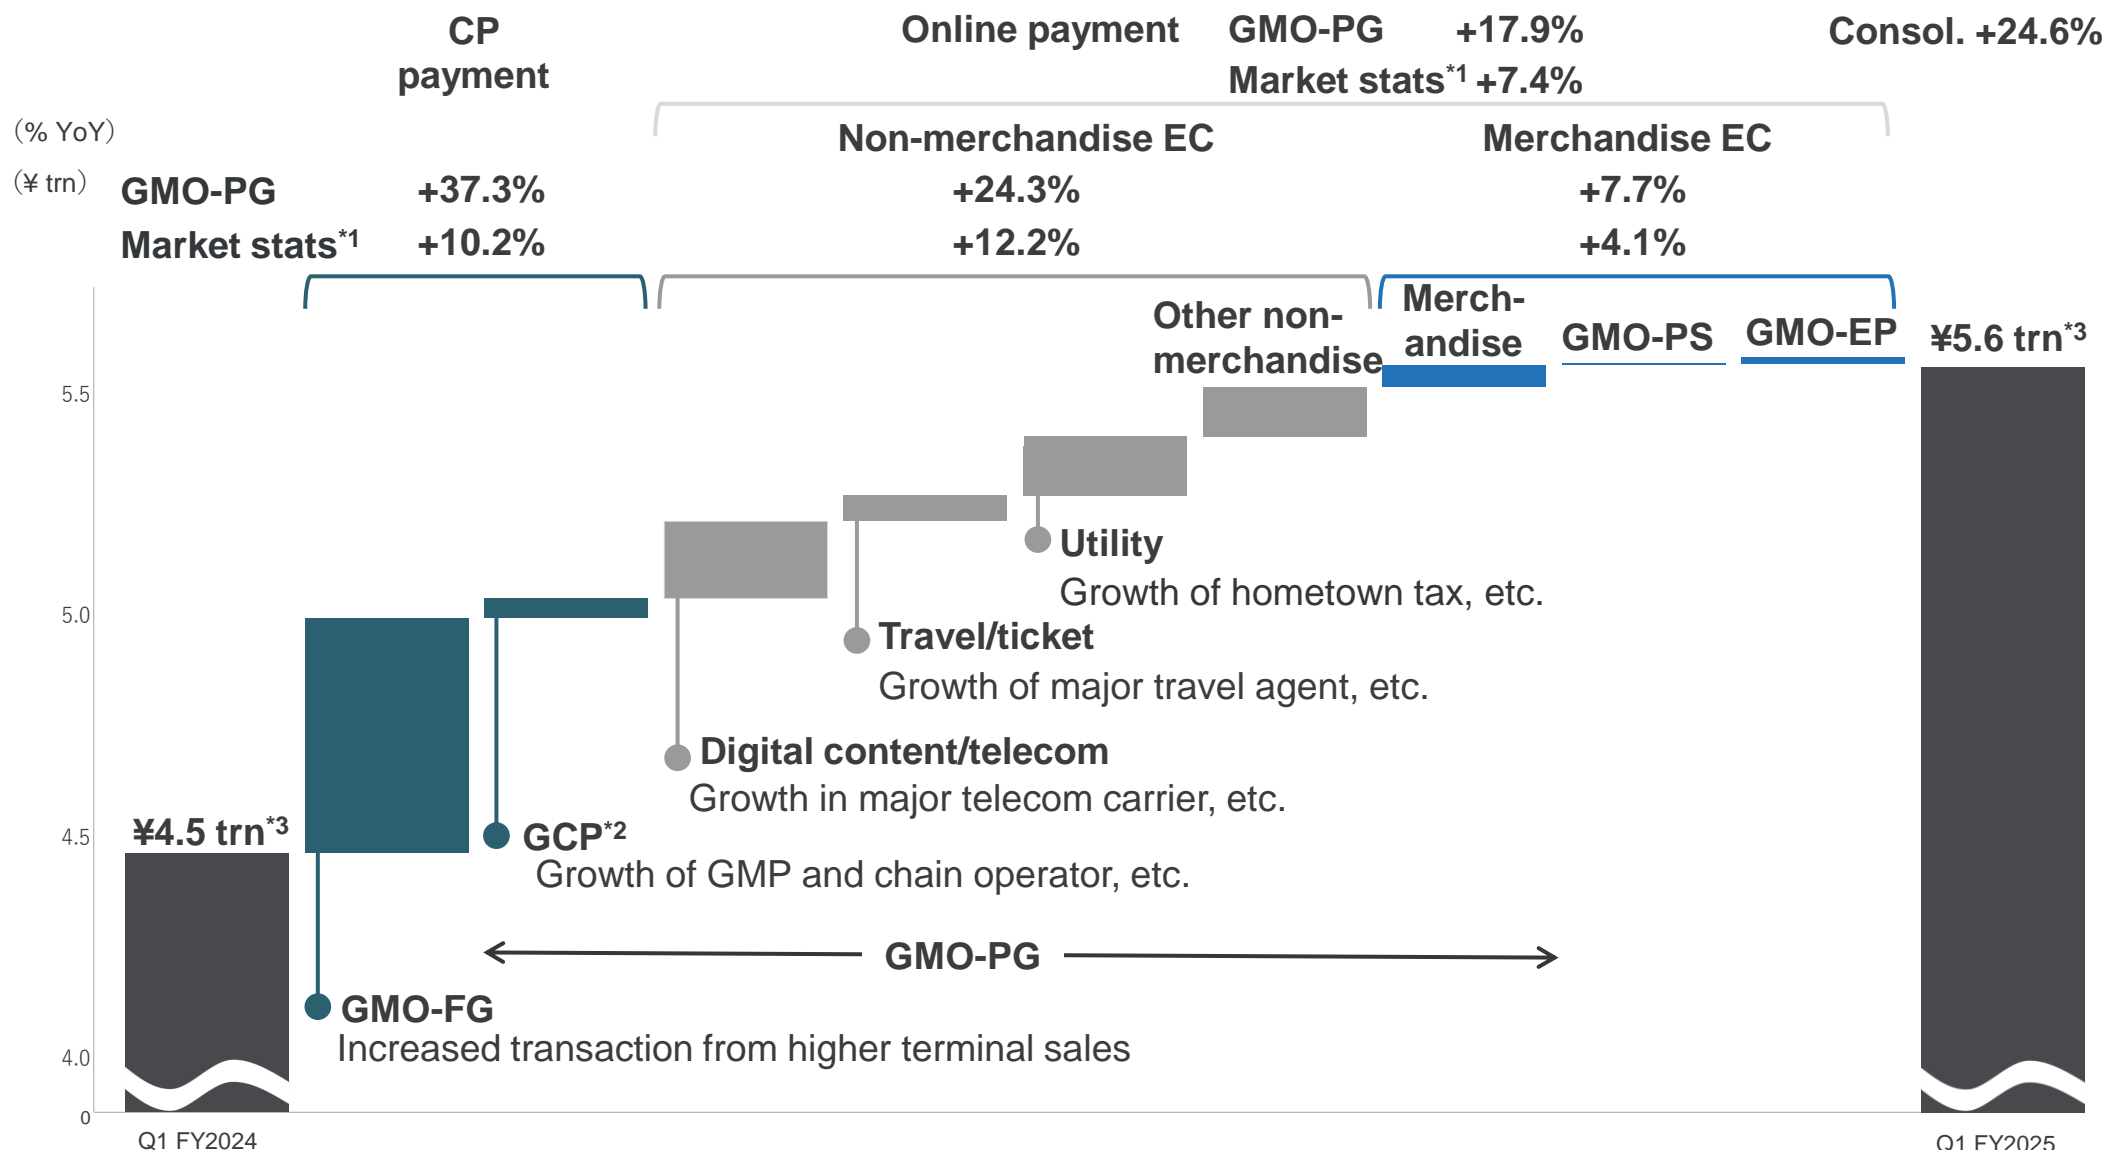 CP
payment
Online payment GMO-PG +17.9%
Market stats*1 +7.4%
Consol. +24.6%
（% YoY）
（¥ trn）
Non-merchandise EC
Merchandise EC
GMO-PG +37.3% +24.3% +7.7%
Market stats*1 +10.2% +12.2% +4.1%
Other non-
merchandise
Merch-
andise
GMO-PS
GMO-EP
¥5.6 trn*3
5.5
Utility
Growth of hometown tax, etc.
5.0
Travel/ticket
Growth of major travel agent, etc.
Digital content/telecom
Growth in major telecom carrier, etc.
¥4.5 trn*3
4.5
GCP*2
Growth of GMP and chain operator, etc.
GMO-PG
GMO-FG
Increased transaction from higher terminal sales
4.0
0
Q1 FY2024
Q1 FY2025